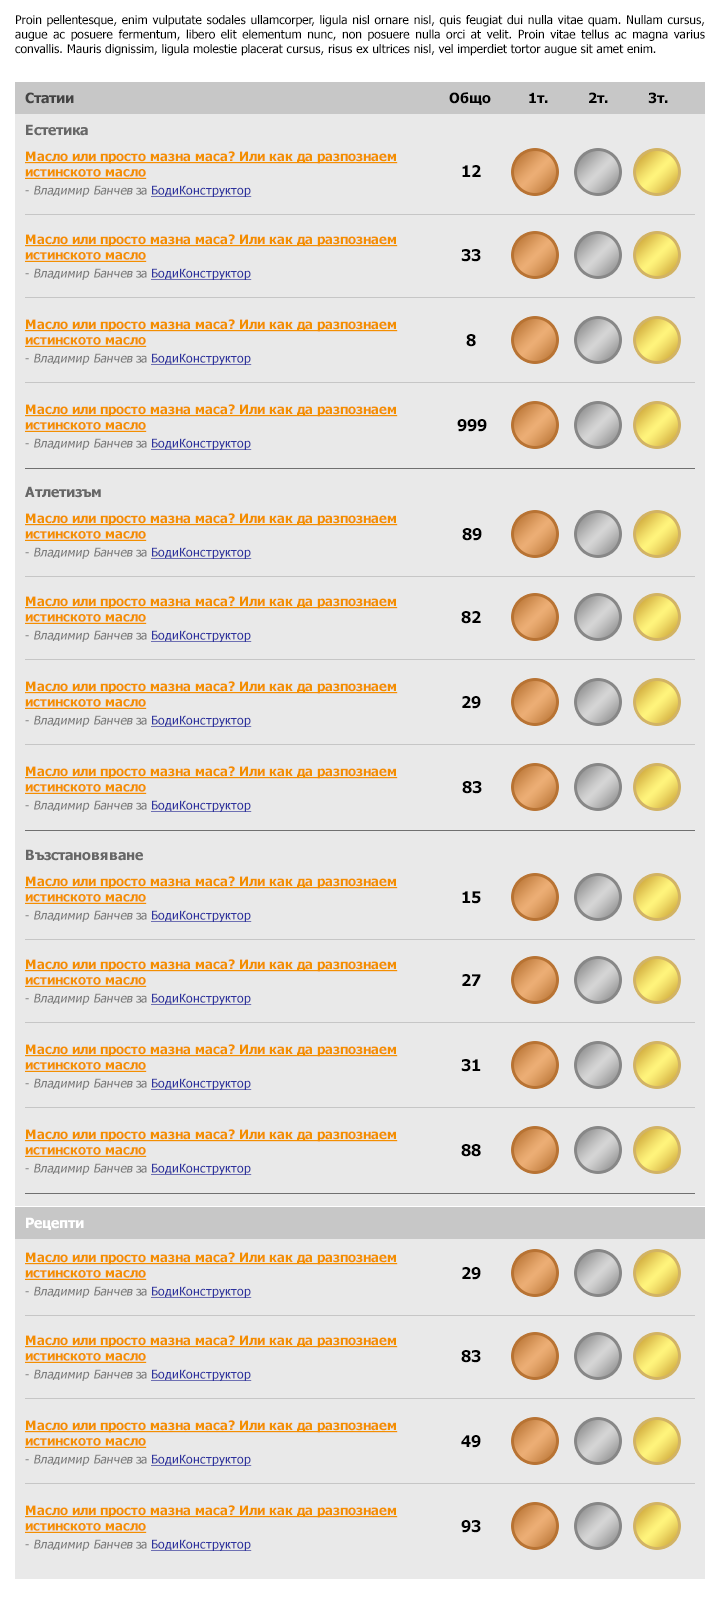 Proin pellentesque, enim vulputate sodales ullamcorper, ligula nisl ornare nisl, quis feugiat dui nulla vitae quam. Nullam cursus,
augue ac posuere fermentum, libero elit elementum nunc, non posuere nulla orci at velit. Proin vitae tellus ac magna varius
convallis. Mauris dignissim, ligula molestie placerat cursus, risus ex ultrices nisl, vel imperdiet tortor augue sit amet enim.
Статии Общо 1т. 2т. 3т.
Естетика
Масло или просто мазна маса? Или как да разпознаем
истинското масло
12
- Владимир Банчев за БодиКонструктор
Масло или просто мазна маса? Или как да разпознаем
истинското масло
33
- Владимир Банчев за БодиКонструктор
Масло или просто мазна маса? Или как да разпознаем
истинското масло
8
- Владимир Банчев за БодиКонструктор
Масло или просто мазна маса? Или как да разпознаем
истинското масло
999
- Владимир Банчев за БодиКонструктор
Атлетизъм
Масло или просто мазна маса? Или как да разпознаем
истинското масло
89
- Владимир Банчев за БодиКонструктор
Масло или просто мазна маса? Или как да разпознаем
истинското масло
82
- Владимир Банчев за БодиКонструктор
Масло или просто мазна маса? Или как да разпознаем
истинското масло
29
- Владимир Банчев за БодиКонструктор
Масло или просто мазна маса? Или как да разпознаем
истинското масло
83
- Владимир Банчев за БодиКонструктор
Възстановяване
Масло или просто мазна маса? Или как да разпознаем
истинското масло
15
- Владимир Банчев за БодиКонструктор
Масло или просто мазна маса? Или как да разпознаем
истинското масло
27
- Владимир Банчев за БодиКонструктор
Масло или просто мазна маса? Или как да разпознаем
истинското масло
31
- Владимир Банчев за БодиКонструктор
Масло или просто мазна маса? Или как да разпознаем
истинското масло
88
- Владимир Банчев за БодиКонструктор
Рецепти
Масло или просто мазна маса? Или как да разпознаем
истинското масло
29
- Владимир Банчев за БодиКонструктор
Масло или просто мазна маса? Или как да разпознаем
истинското масло
83
- Владимир Банчев за БодиКонструктор
Масло или просто мазна маса? Или как да разпознаем
истинското масло
49
- Владимир Банчев за БодиКонструктор
Масло или просто мазна маса? Или как да разпознаем
истинското масло
93
- Владимир Банчев за БодиКонструктор